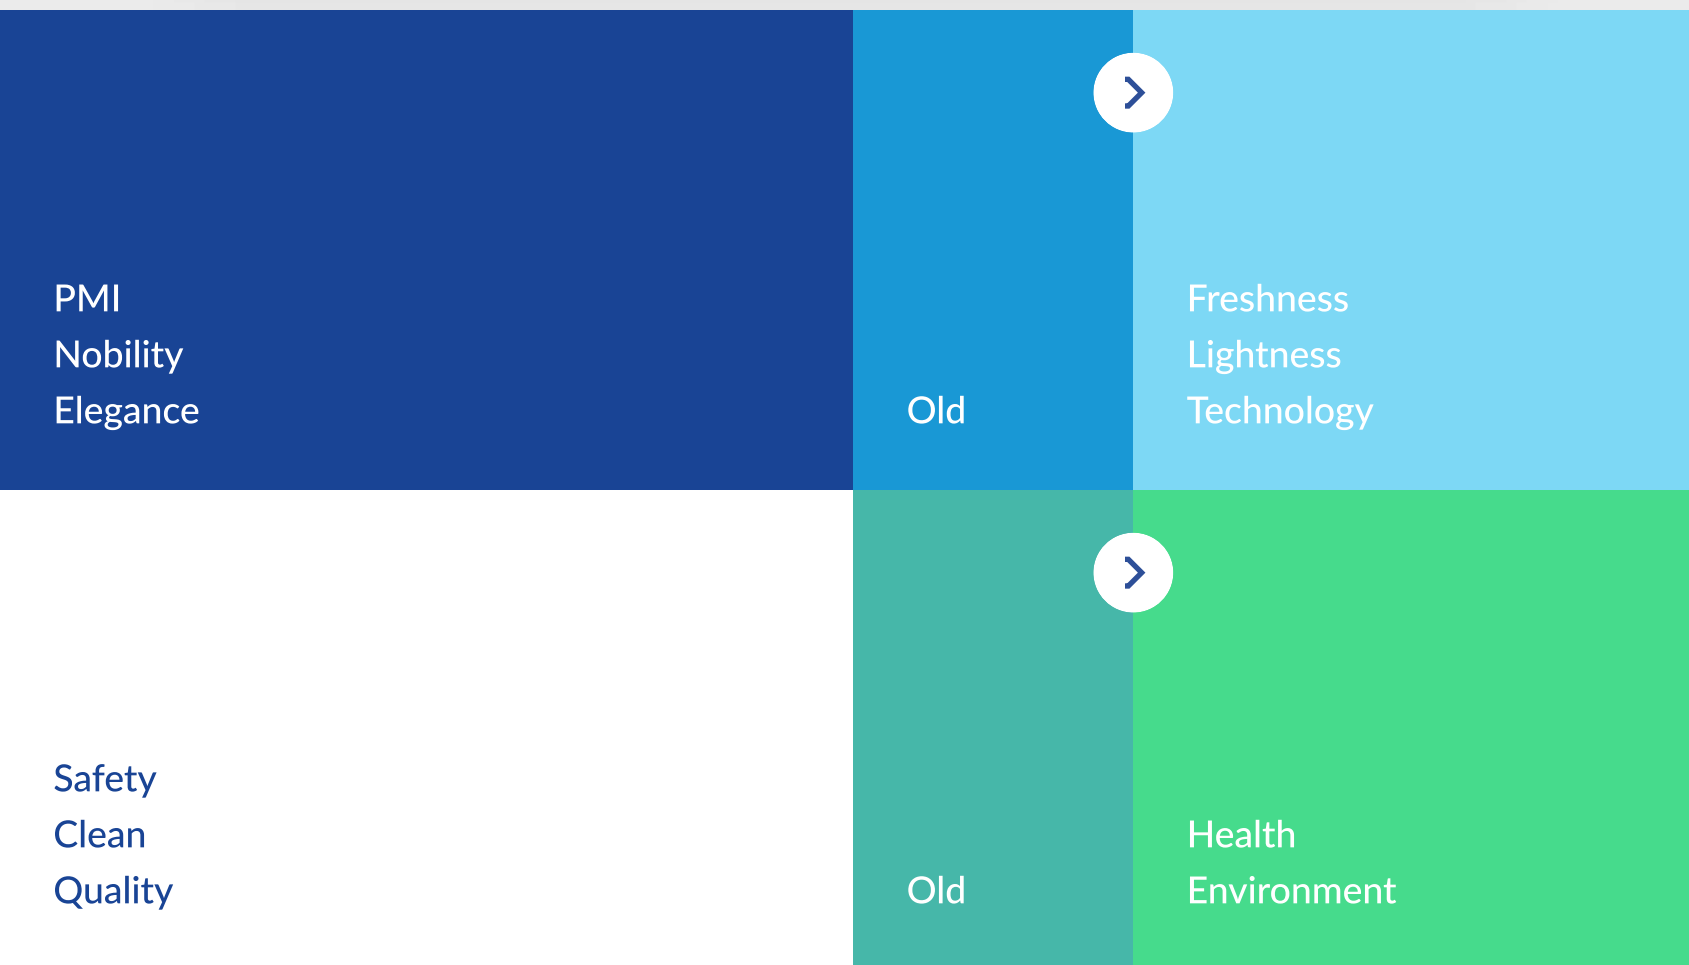 PMI
Nobility
Elegance
Old
Freshness
Lightness
Technology
Safety
Clean
Quality
Old
Health
Environment